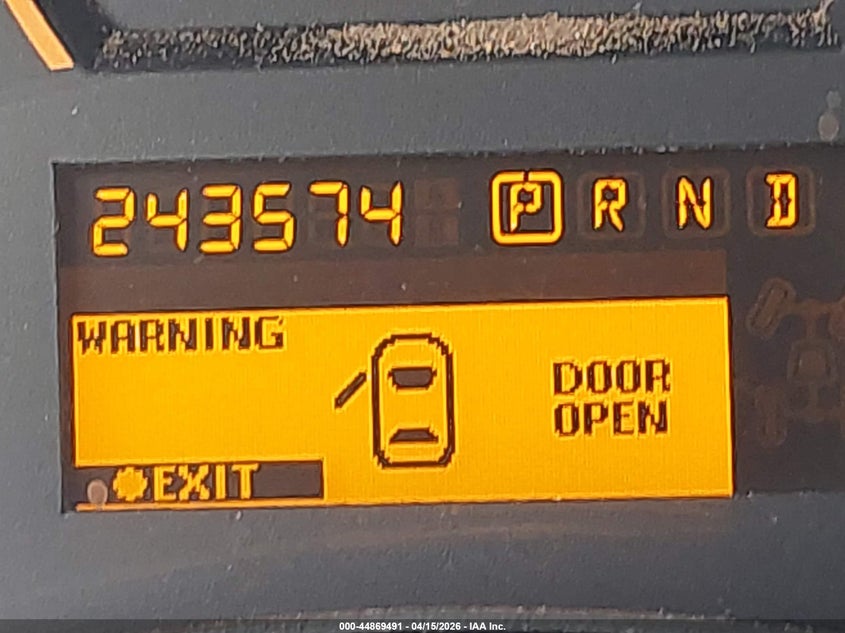 243574 P R N D
WARNING
DOOR
OPEN
EXIT
000-44869491 - 04/15/2026 - IAA Inc.